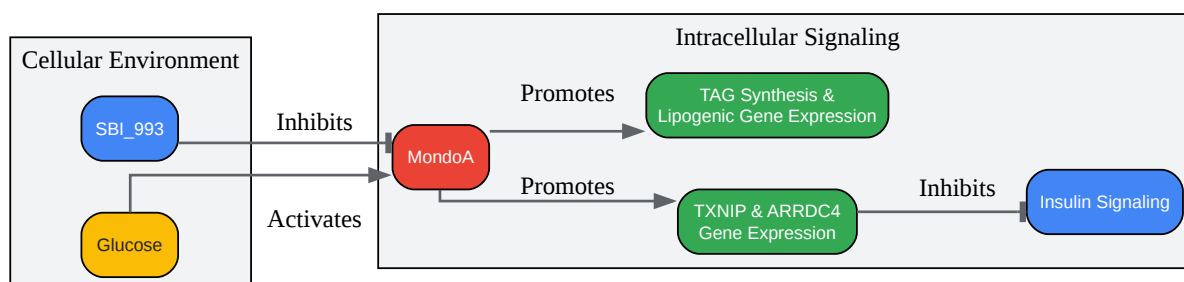 Cellular Environment
SBI_993
Glucose
Inhibits
Activates
Intracellular Signaling
MondoA
Promotes
TAG Synthesis &
Lipogenic Gene Expression
Promotes
TXNIP & ARRDC4
Gene Expression
Inhibits
Insulin Signaling